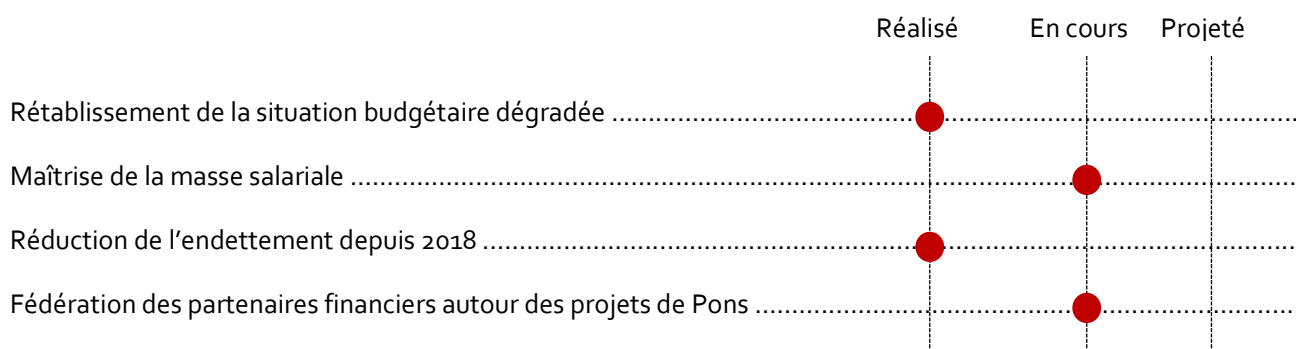 Réalisé En cours Projeté
Rétablissement de la situation budgétaire dégradée
Maîtrise de la masse salariale
Réduction de l'endettement depuis 2018
Fédération des partenaires financiers autour des projets de Pons